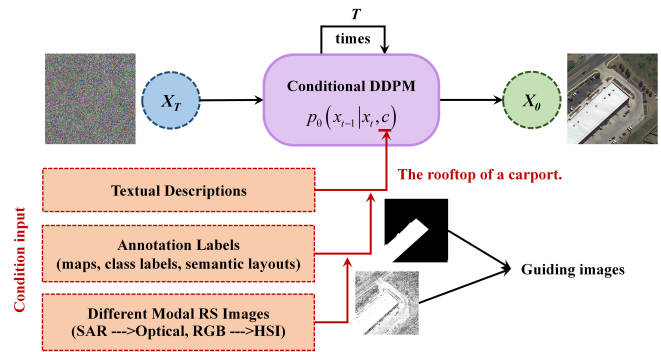 T
times
X_T
Conditional DDPM
p_θ(x_{t-1}|x_t,c)
X_0
Textual Descriptions
The rooftop of a carport.
Annotation Labels
(maps, class labels, semantic layouts)
Guiding images
Different Modal RS Images
(SAR --->Optical, RGB --->HSI)
Condition input